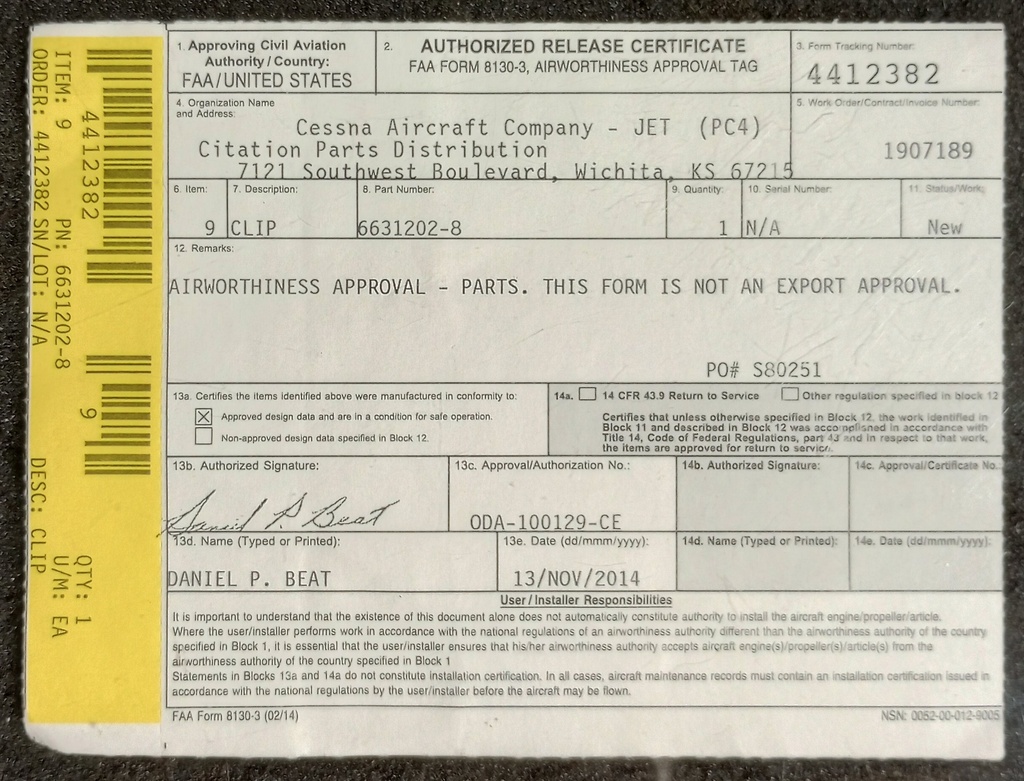 ITEM: 9 PN: 6631202-8 DESC: CLIP
ORDER: 4412382 SN/LOT: N/A
4412382
9
QTY: 1
U/M: EA
1. Approving Civil Aviation
Authority/Country:
FAA/UNITED STATES
2. AUTHORIZED RELEASE CERTIFICATE
FAA FORM 8130-3, AIRWORTHINESS APPROVAL TAG
3. Form Tracking Number:
4412382
4. Organization Name
and Address:
Cessna Aircraft Company - JET (PC4)
Citation Parts Distribution
7121 Southwest Boulevard, Wichita, KS 67215
5. Work Order/Contract/Invoice Number:
1907189
6. Item: 7. Description: 8. Part Number: 9. Quantity: 10. Serial Number: 11. Status/Work:
9 CLIP 6631202-8 1 N/A New
12. Remarks:
AIRWORTHINESS APPROVAL - PARTS. THIS FORM IS NOT AN EXPORT APPROVAL.
PO# S80251
13a. Certifies the items identified above were manufactured in conformity to:
Approved design data and are in a condition for safe operation.
Non-approved design data specified in Block 12.
14a. 14 CFR 43.9 Return to Service Other regulation specified in block 12
Certifies that unless otherwise specified in Block 12, the work identified in
Block 11 and described in Block 12 was accomplished in accordance with
Title 14, Code of Federal Regulations, part 43 and in respect to that work,
the items are approved for return to service.
13b. Authorized Signature: 13c. Approval/Authorization No.: 14b. Authorized Signature: 14c. Approval/Certificate No.
Daniel P Beat ODA-100129-CE
13d. Name (Typed or Printed): 13e. Date (dd/mmm/yyyy): 14d. Name (Typed or Printed): 14e. Date (dd/mmm/yyyy):
DANIEL P. BEAT 13/NOV/2014
User/Installer Responsibilities
It is important to understand that the existence of this document alone does not automatically constitute authority to install the aircraft engine/propeller/article.
Where the user/installer performs work in accordance with the national regulations of an airworthiness authority different than the airworthiness authority of the country
specified in Block 1, it is essential that the user/installer ensures that his/her airworthiness authority accepts aircraft engine(s)/propeller(s)/article(s) from the
airworthiness authority of the country specified in Block 1
Statements in Blocks 13a and 14a do not constitute installation certification. In all cases, aircraft maintenance records must contain an installation certification issued in
accordance with the national regulations by the user/installer before the aircraft may be flown.
FAA Form 8130-3 (02/14) NSN: 0052-00-012-9005